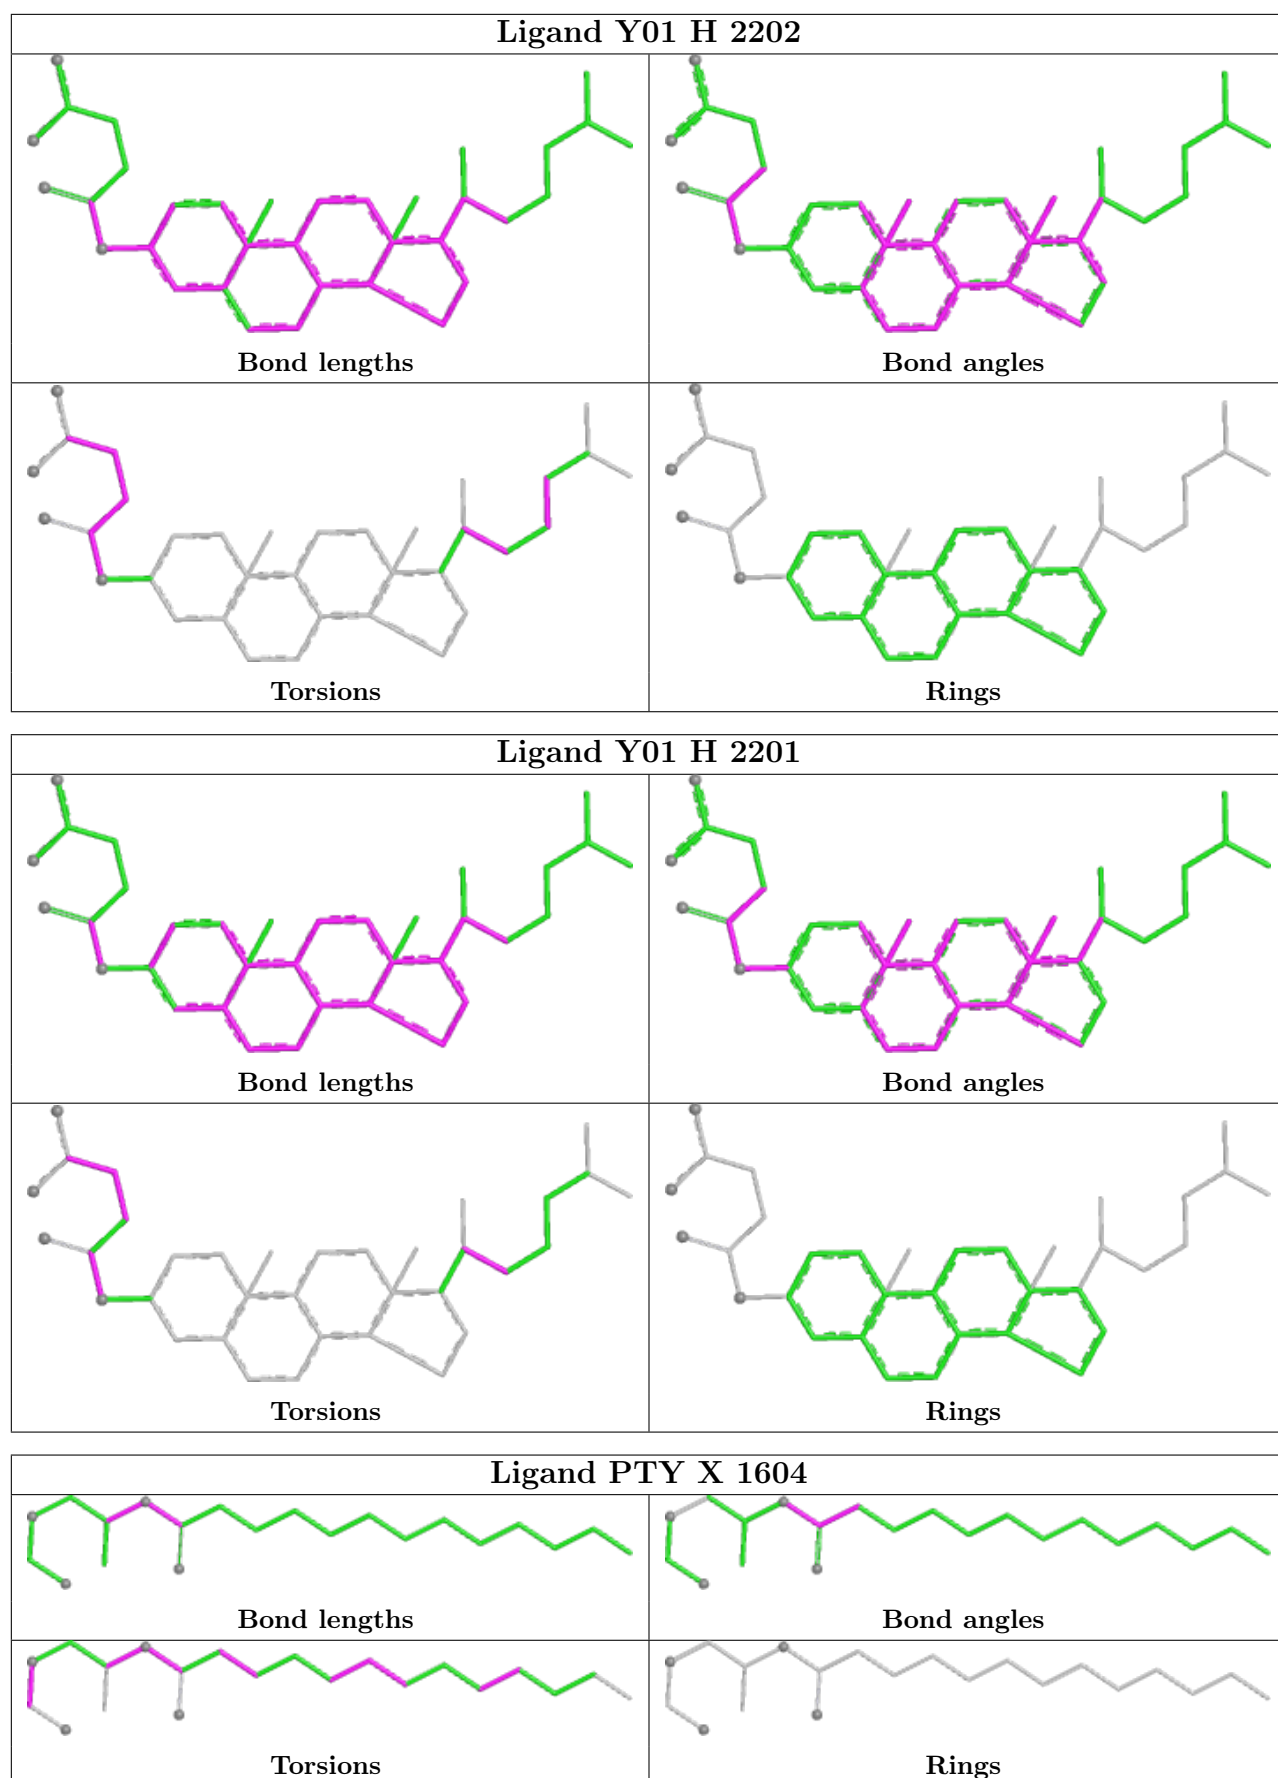 Ligand Y01 H 2202
Bond lengths
Bond angles
Torsions
Rings
Ligand Y01 H 2201
Bond lengths
Bond angles
Torsions
Rings
Ligand PTY X 1604
Bond lengths
Bond angles
Torsions
Rings